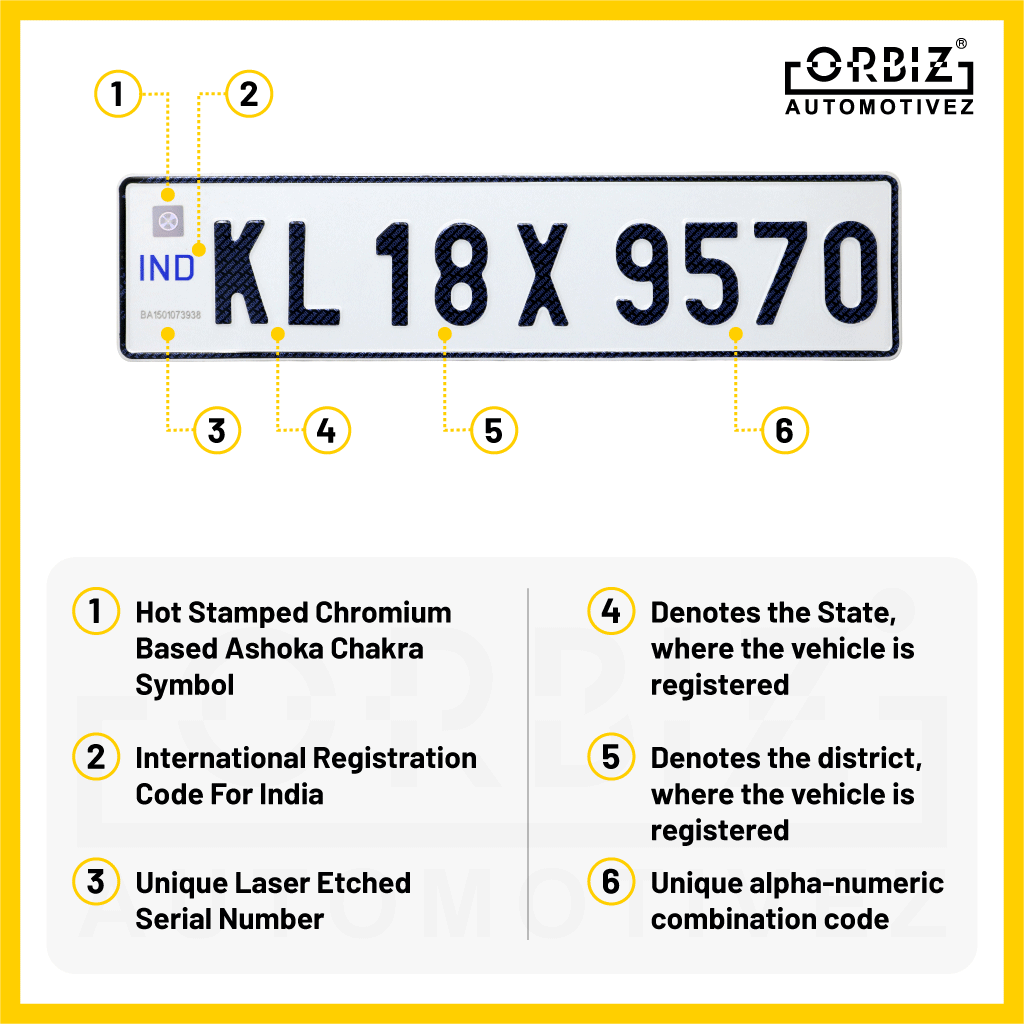 ORBIZ®
AUTOMOTIVEZ
1
2
IND
KL 18 X 9570
BA1501073938
3
4
5
6
1 Hot Stamped Chromium
Based Ashoka Chakra
Symbol
2 International Registration
Code For India
3 Unique Laser Etched
Serial Number
4 Denotes the State,
where the vehicle is
registered
5 Denotes the district,
where the vehicle is
registered
6 Unique alpha-numeric
combination code
ORBIZ
AUTOMOTIVEZ